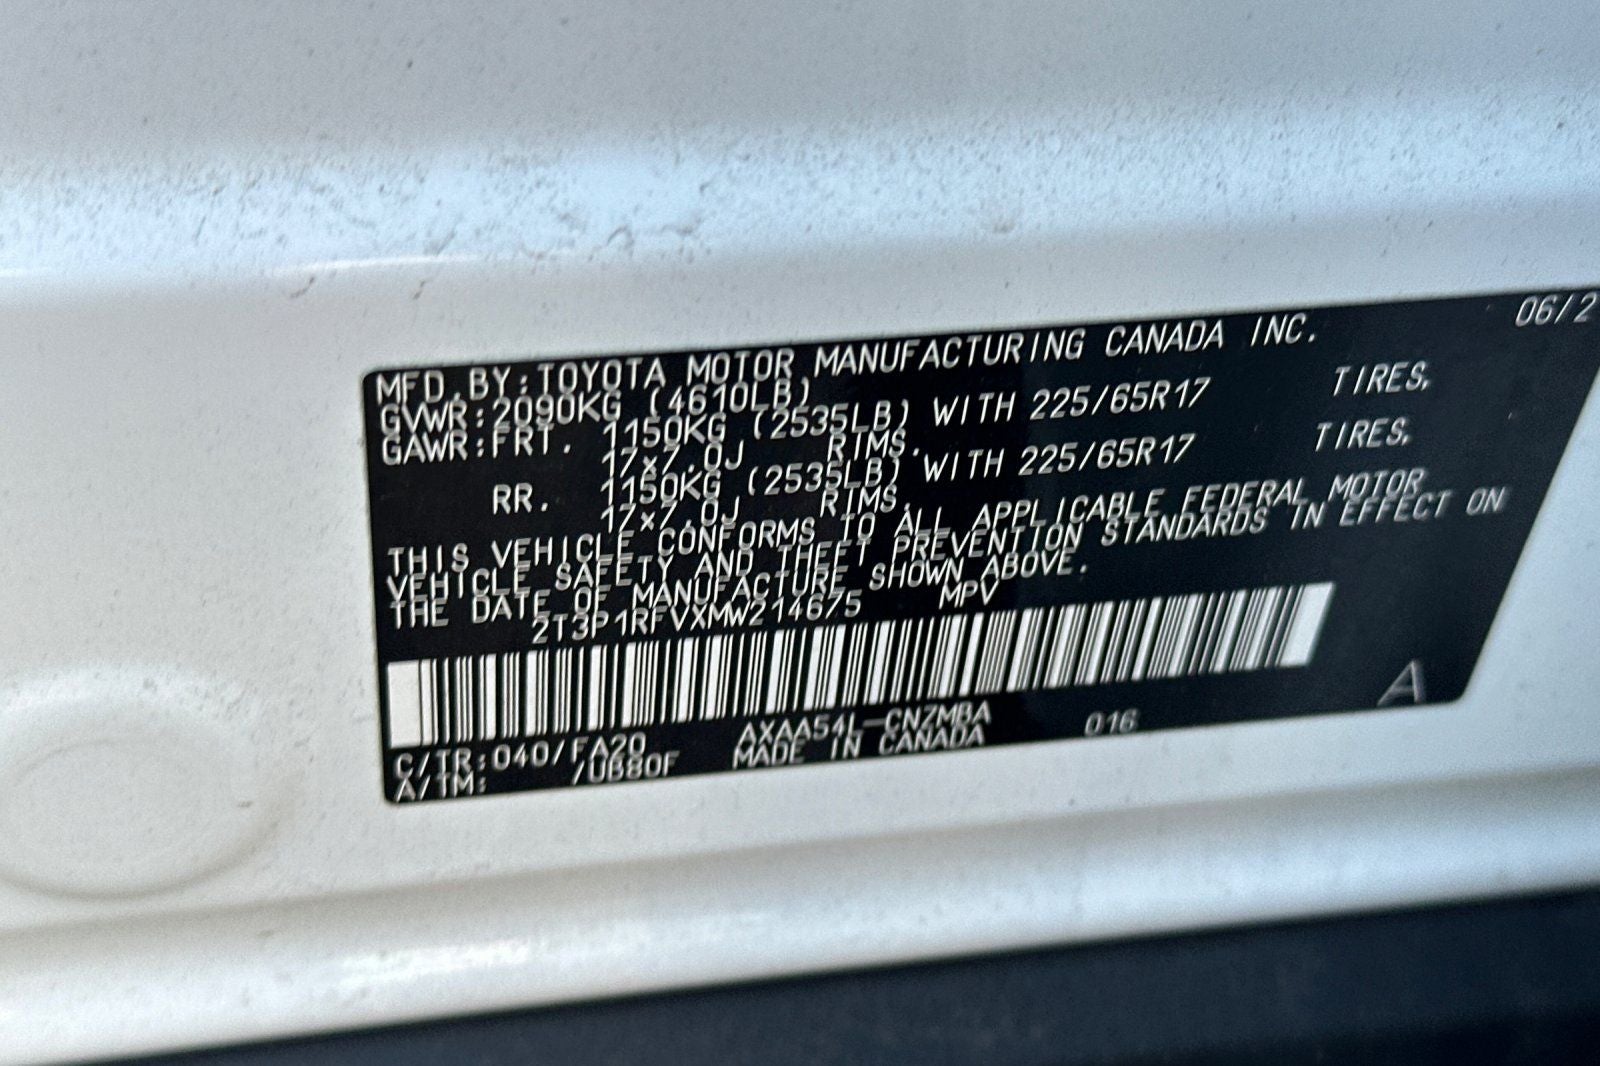 06/2
MFD.BY:TOYOTA MOTOR MANUFACTURING CANADA INC.
GVWR:2090KG (4610LB)
GAWR:FRT. 1150KG (2535LB) WITH 225/65R17 TIRES,
17x7.0J RIMS,
RR. 1150KG (2535LB) WITH 225/65R17 TIRES,
17x7.0J RIMS.
THIS VEHICLE CONFORMS TO ALL APPLICABLE FEDERAL MOTOR
VEHICLE SAFETY AND THEFT PREVENTION STANDARDS IN EFFECT ON
THE DATE OF MANUFACTURE SHOWN ABOVE.
2T3P1RFVXMW214675 MPV
C/TR:040/FA20 AXAA54L-CNZMBA 016 A
A/TM: /UB80F MADE IN CANADA